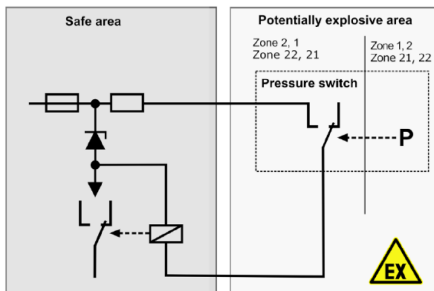 Safe area
Potentially explosive area
Zone 2, 1
Zone 22, 21
Zone 1, 2
Zone 21, 22
Pressure switch
P
EX